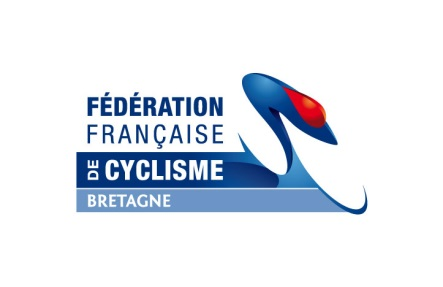 FÉDÉRATION
FRANÇAISE
DE CYCLISME
BRETAGNE